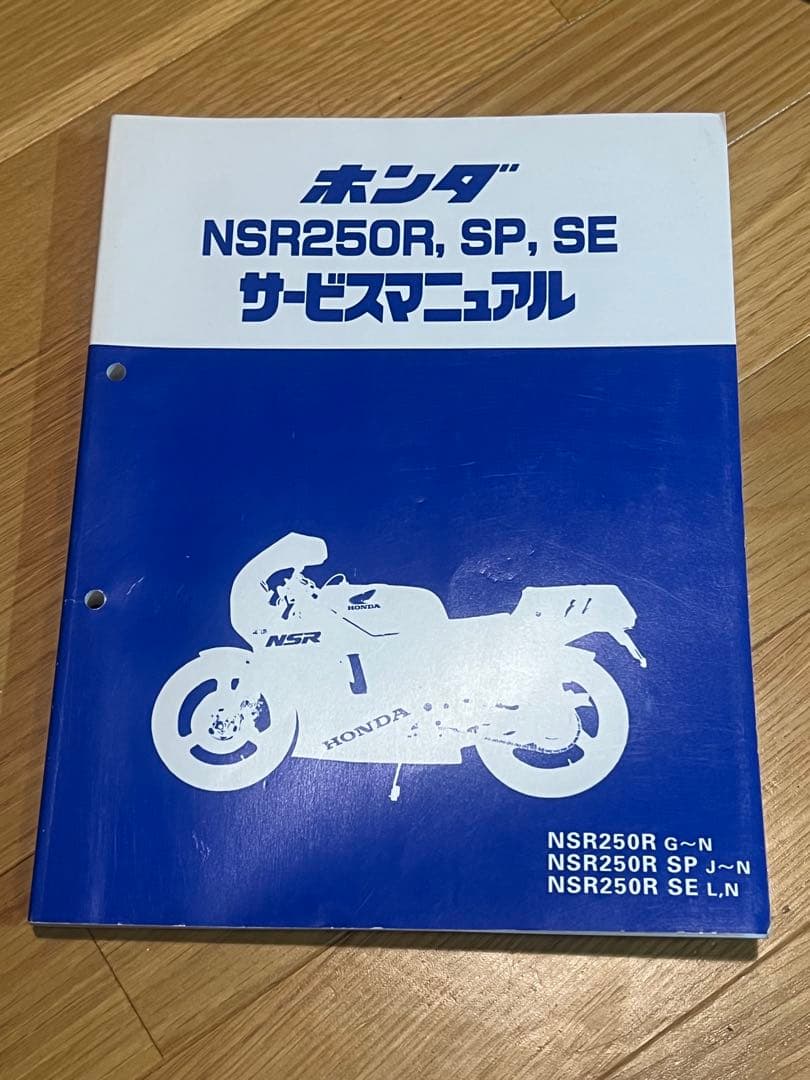 ホンダ
NSR250R, SP, SE
サービスマニュアル
HONDA
NSR
HONDA
NSR250R G～N
NSR250R SP J～N
NSR250R SE L,N